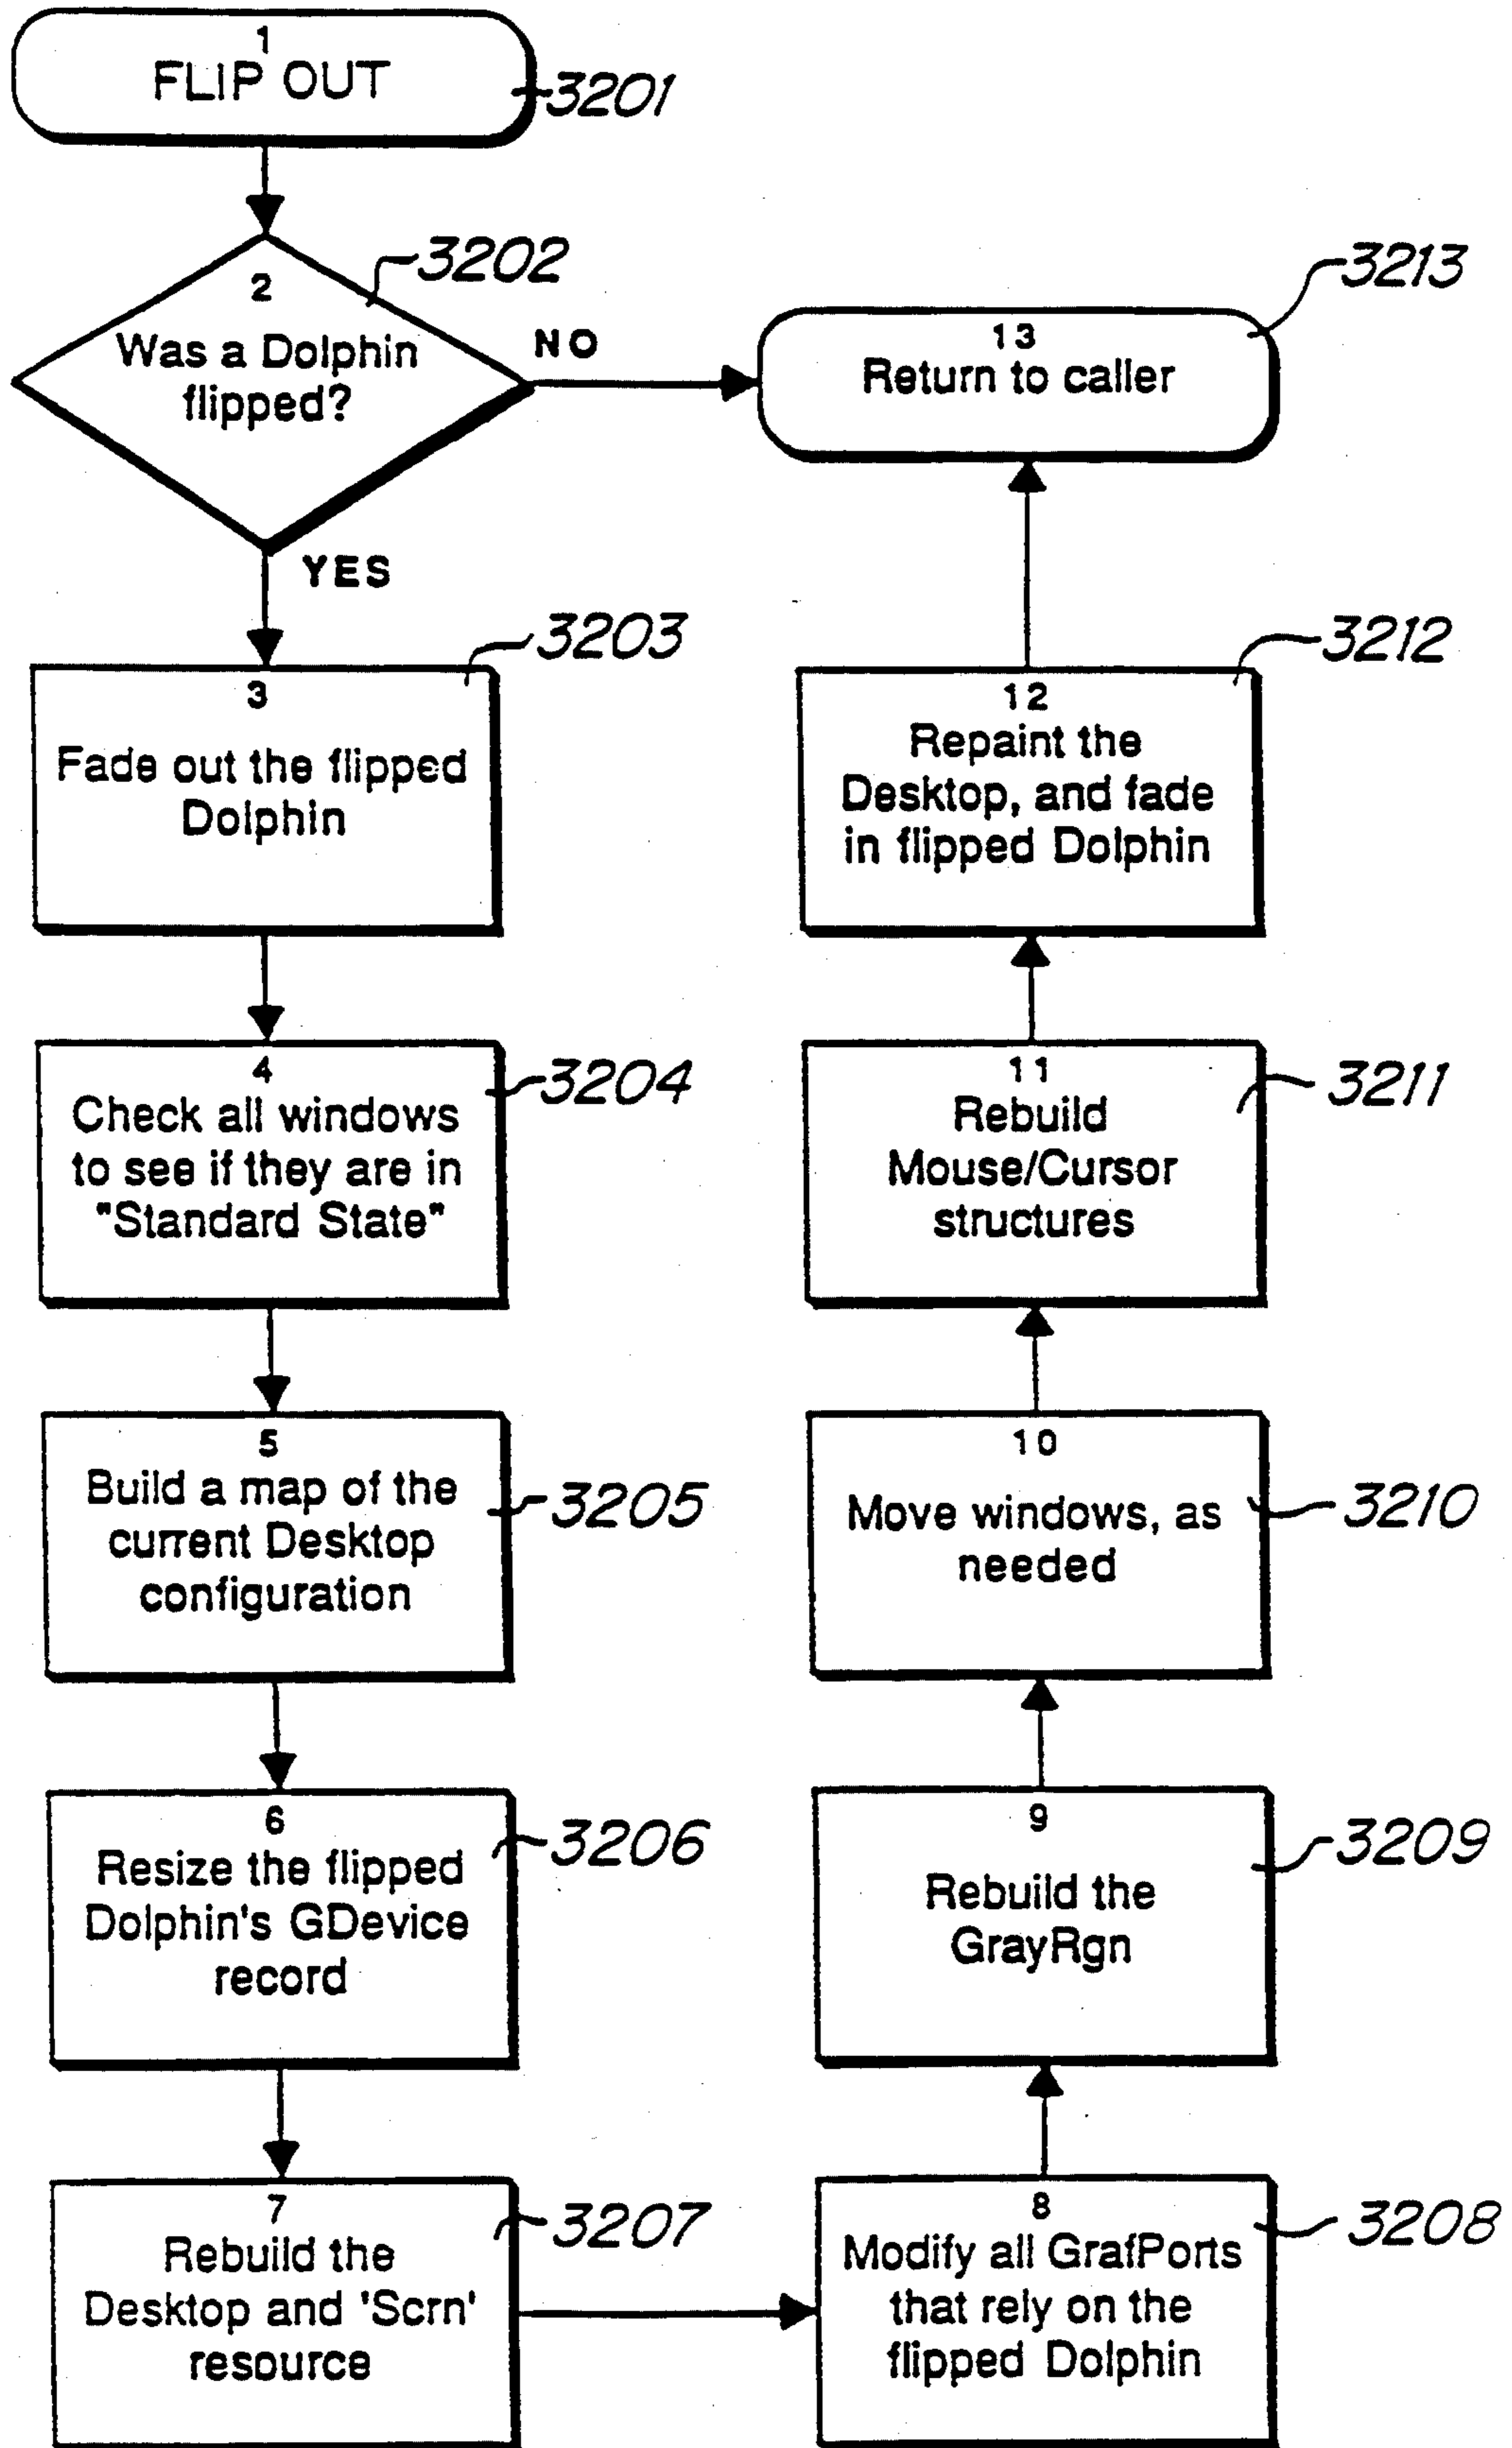 1
FLIP OUT
3201
2
Was a Dolphin
flipped?
3202
NO
YES
3
Fade out the flipped
Dolphin
3203
4
Check all windows
to see if they are in
"Standard State"
3204
5
Build a map of the
current Desktop
configuration
3205
6
Resize the flipped
Dolphin's GDevice
record
3206
7
Rebuild the
Desktop and 'Scrn'
resource
3207
8
Modify all GrafPorts
that rely on the
flipped Dolphin
3208
9
Rebuild the
GrayRgn
3209
10
Move windows, as
needed
3210
11
Rebuild
Mouse/Cursor
structures
3211
12
Repaint the
Desktop, and fade
in flipped Dolphin
3212
13
Return to caller
3213